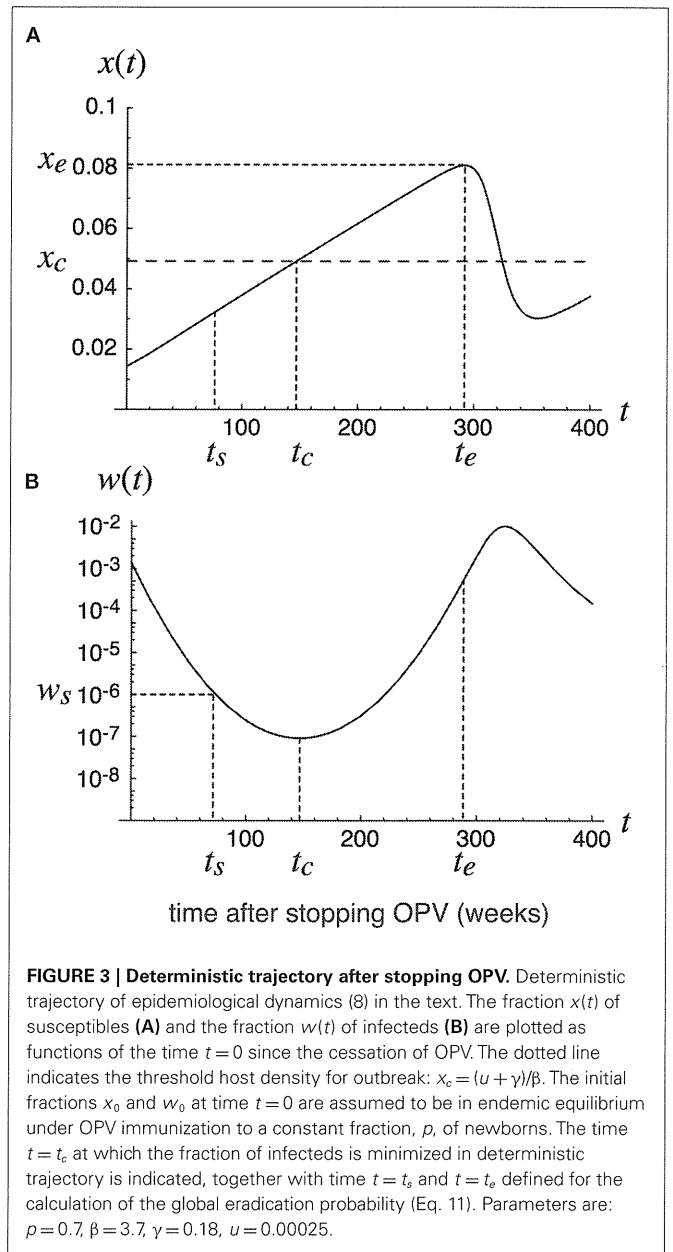 A
x(t)
0.1
xₑ 0.08
0.06
x꜀
0.04
0.02
100 200 300 400 t
tₛ t꜀ tₑ
B w(t)
10⁻²
10⁻³
10⁻⁴
10⁻⁵
wₛ 10⁻⁶
10⁻⁷
10⁻⁸
100 200 300 400 t
tₛ t꜀ tₑ
time after stopping OPV (weeks)
FIGURE 3 | Deterministic trajectory after stopping OPV. Deterministic
trajectory of epidemiological dynamics (8) in the text. The fraction x(t) of
susceptibles (A) and the fraction w(t) of infecteds (B) are plotted as
functions of the time t = 0 since the cessation of OPV. The dotted line
indicates the threshold host density for outbreak: x꜀ = (u + γ)/β. The initial
fractions x₀ and w₀ at time t = 0 are assumed to be in endemic equilibrium
under OPV immunization to a constant fraction, p, of newborns. The time
t = t꜀ at which the fraction of infecteds is minimized in deterministic
trajectory is indicated, together with time t = tₛ and t = tₑ defined for the
calculation of the global eradication probability (Eq. 11). Parameters are:
p = 0.7, β = 3.7, γ = 0.18, u = 0.00025.